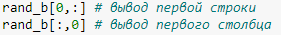 rand_b[0,:] # вывод первой строки
rand_b[:,0] # вывод первого столбца